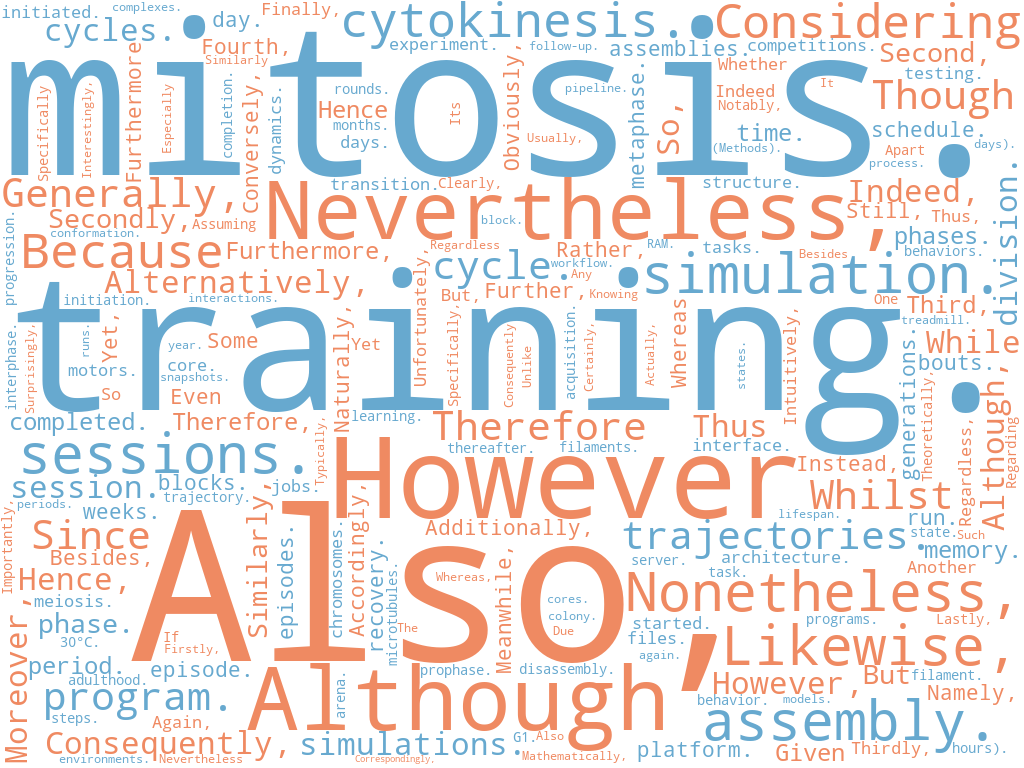 initiated.
complexes.
Finally,
cytokinesis.
Considering
cycles.
day.
Fourth,
Similarly
experiment.
follow-up.
assemblies.
competitions.
Second,
mitosis.
Specifically
Interestingly,
Furthermore
Especially
completion.
Conversely,
dynamics.
rounds.
Hence
months.
days.
Its
Obviously,
Usually,
pipeline.
metaphase.
So,
Whether
Indeed
Notably,
It
testing.
Though
time.
schedule.
(Methods).
Apart
process.
days).
Generally,
transition.
Clearly,
structure.
Indeed,
Nevertheless,
Secondly,
Assuming
block.
Still,
Thus,
division.
conformation.
Because
Furthermore,
Regardless
Rather,
RAM.
tasks.
Besides
phases.
behaviors.
progression.
Alternatively,
cycle.
workflow.
Any
simulation.
initiation.
interactions.
Unfortunately,
But,
Further,
Knowing
One
Third,
treadmill.
training.
interphase.
Surprisingly,
runs.
Yet,
year.
Some
Naturally,
Yet
Specifically,
Consequently
Unlike
acquisition.
Certainly,
Actually,
Whereas
states.
Intuitively,
While
motors.
core.
snapshots.
So
Even
bouts.
generations.
Theoretically,
Although,
Regarding
completed.
Therefore,
learning.
Therefore
Thus
thereafter.
filaments.
interface.
sessions.
Typically,
However
Instead,
Regardless,
session.
blocks.
trajectory.
jobs.
Whilst
periods.
weeks.
lifespan.
run.
state.
Such
Importantly,
Since
Besides,
Similarly,
episodes.
chromosomes.
Accordingly,
recovery.
Additionally,
trajectories.
server.
architecture.
memory.
Another
Also,
Hence,
meiosis.
microtubules.
Whereas,
Meanwhile,
task.
Nonetheless,
cores.
colony.
Due
started.
files.
programs.
Lastly,
Moreover,
phase.
30°C.
If
Firstly,
The
again.
Likewise,
period.
episode.
adulthood.
prophase.
disassembly.
However,
But
filament.
program.
Although,
arena.
behavior.
models.
Namely,
steps.
Again,
assembly.
Consequently,
simulations.
G1.
Also
platform.
Given
Thirdly,
hours).
environments.
Nevertheless
Correspondingly,
Mathematically,